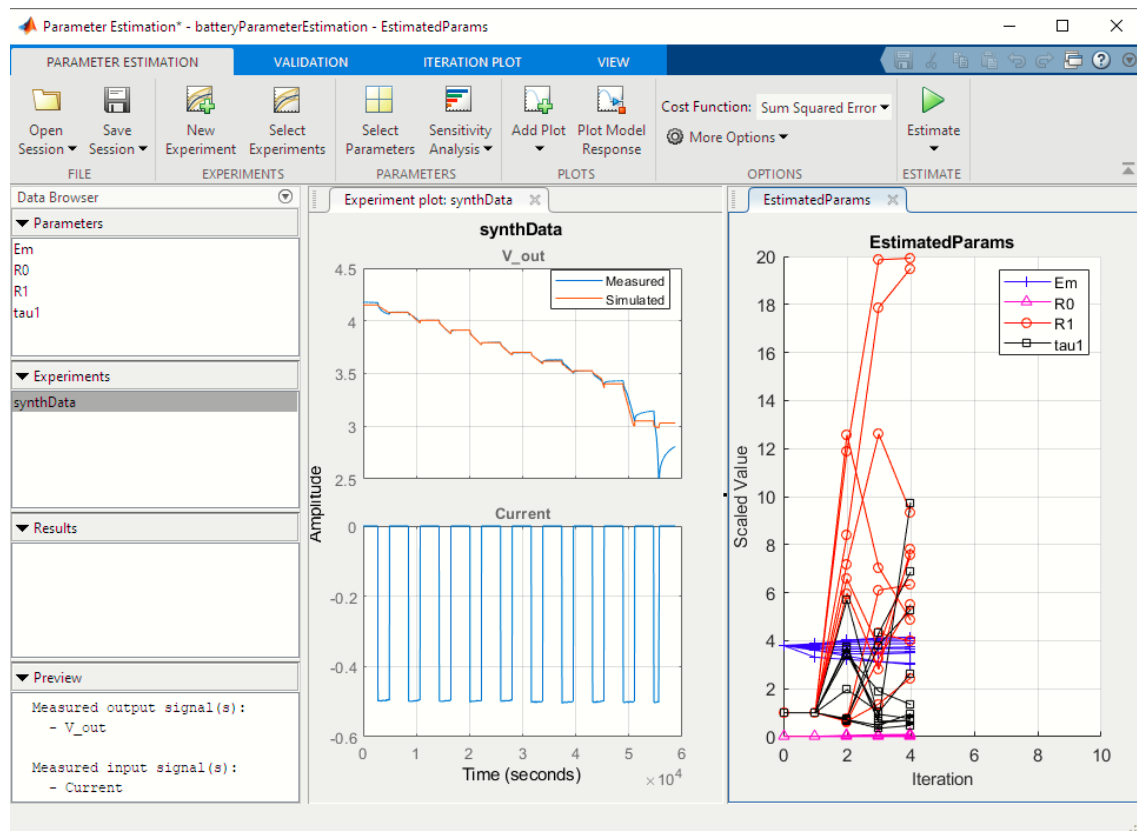 Parameter Estimation* - batteryParameterEstimation - EstimatedParams
PARAMETER ESTIMATION VALIDATION ITERATION PLOT VIEW
Open Session
Save Session
New Experiment
Select Experiments
Select Parameters
Sensitivity Analysis
Add Plot
Plot Model Response
Cost Function: Sum Squared Error
More Options
Estimate
FILE EXPERIMENTS PARAMETERS PLOTS OPTIONS ESTIMATE
Data Browser
Parameters
Em
R0
R1
tau1
Experiments
synthData
Results
Preview
Measured output signal(s):
- V_out
Measured input signal(s):
- Current
Experiment plot: synthData
synthData
V_out
4.5
4
3.5
3
2.5
Measured
Simulated
Amplitude
Current
0
-0.2
-0.4
-0.6
0 1 2 3 4 5 6
Time (seconds)
× 10^4
EstimatedParams
EstimatedParams
20
18
16
14
12
10
8
6
4
2
0
Em
R0
R1
tau1
Scaled Value
0 2 4 6 8 10
Iteration